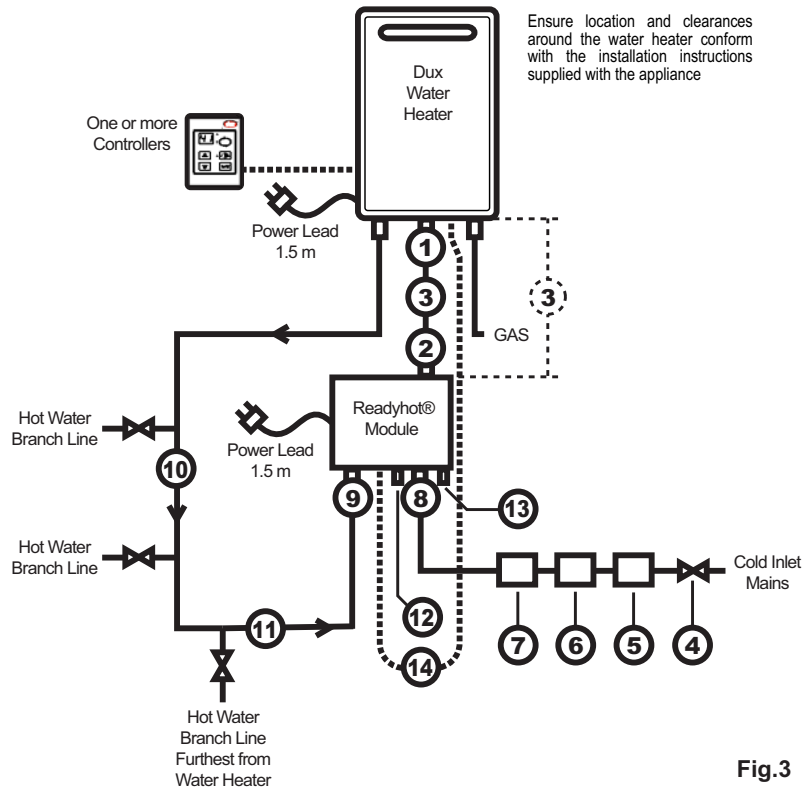 Ensure location and clearances
around the water heater conform
with the installation instructions
supplied with the appliance
Dux
Water
Heater
One or more
Controllers
Power Lead
1.5 m
1
3
3
2
GAS
Readyhot®
Module
Power Lead
1.5 m
Hot Water
Branch Line
10
9
8
13
Hot Water
Branch Line
Cold Inlet
Mains
11
12
7
6
5
4
14
Hot Water
Branch Line
Furthest from
Water Heater
Fig.3